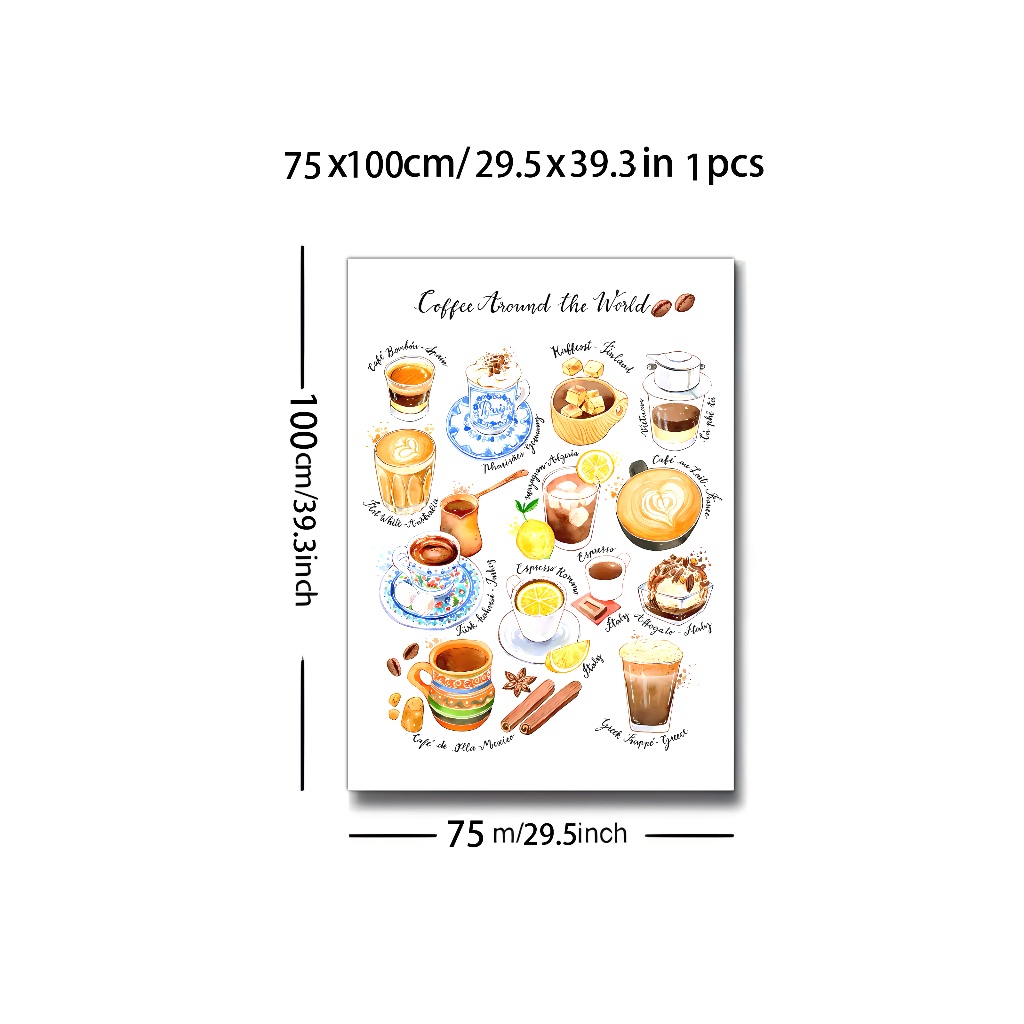 75x100cm/ 29.5x39.3in 1pcs
100cm/39.3inch
Coffee Around the World
Café Bombón - Spain
Kaffeost - Finland
Vietnam
Cà phê đá
Pharisäer Germany
Flat White - Australia
Mazagran - Algeria
Café au Lait - France
Türk kahvesi - Turkey
Espresso Romano
Italy
Espresso
Italy
Affogato - Italy
Café de Olla - Mexico
Greek Frappé - Greece
75 m/29.5inch